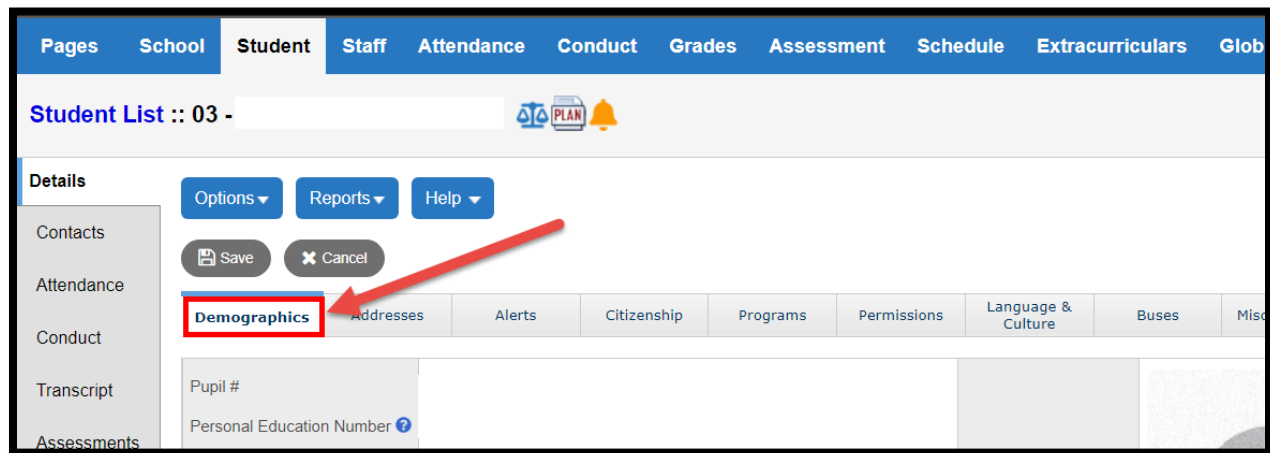 Pages School Student Staff Attendance Conduct Grades Assessment Schedule Extracurriculars Glob
Student List :: 03 - PLAN
Details
Options Reports Help
Contacts
Save Cancel
Attendance
Demographics Addresses Alerts Citizenship Programs Permissions Language & Culture Buses Misc
Conduct
Pupil #
Transcript
Personal Education Number ?
Assessments